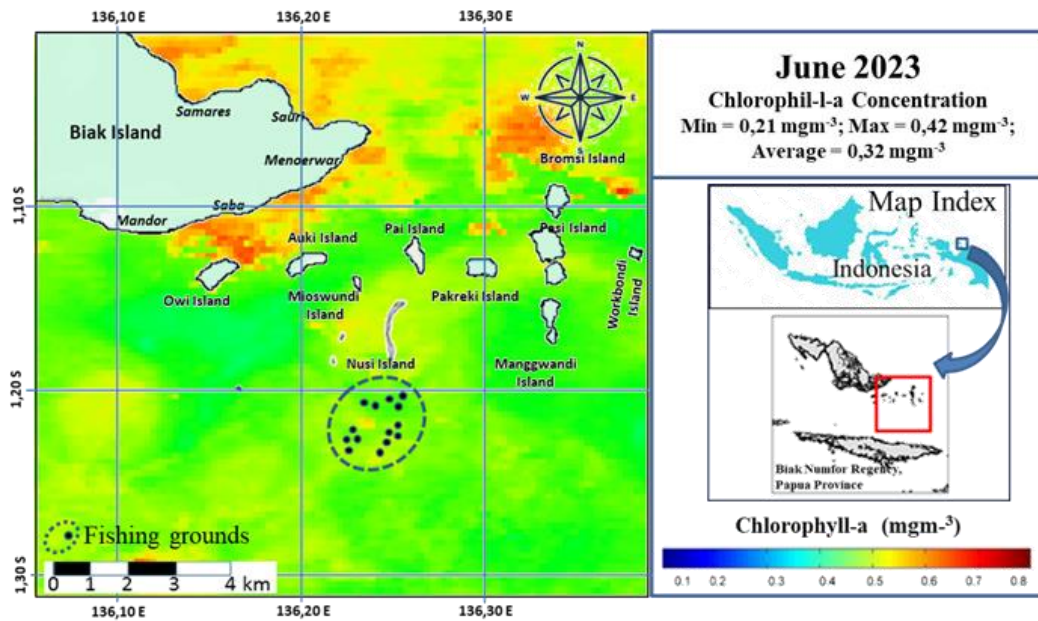 136,10 E
136,20 E
136,30 E
N
W
E
S
Samares
Sauri
Biak Island
Menaerwar
Bromsi Island
1,10 S
Saba
Mandor
Auki Island
Pai Island
Pasi Island
Owi Island
Mioswundi
Island
Pakreki Island
Workbondi
Island
Nusi Island
Manggwandi
Island
1,20 S
Fishing grounds
0 1 2 3 4 km
1,30 S
136,10 E
136,20 E
136,30 E
June 2023
Chlorophil-l-a Concentration
Min = 0,21 mgm-3; Max = 0,42 mgm-3;
Average = 0,32 mgm-3
Map Index
Indonesia
Biak Numfor Regency,
Papua Province
Chlorophyll-a (mgm-3)
0.1 0.2 0.3 0.4 0.5 0.6 0.7 0.8